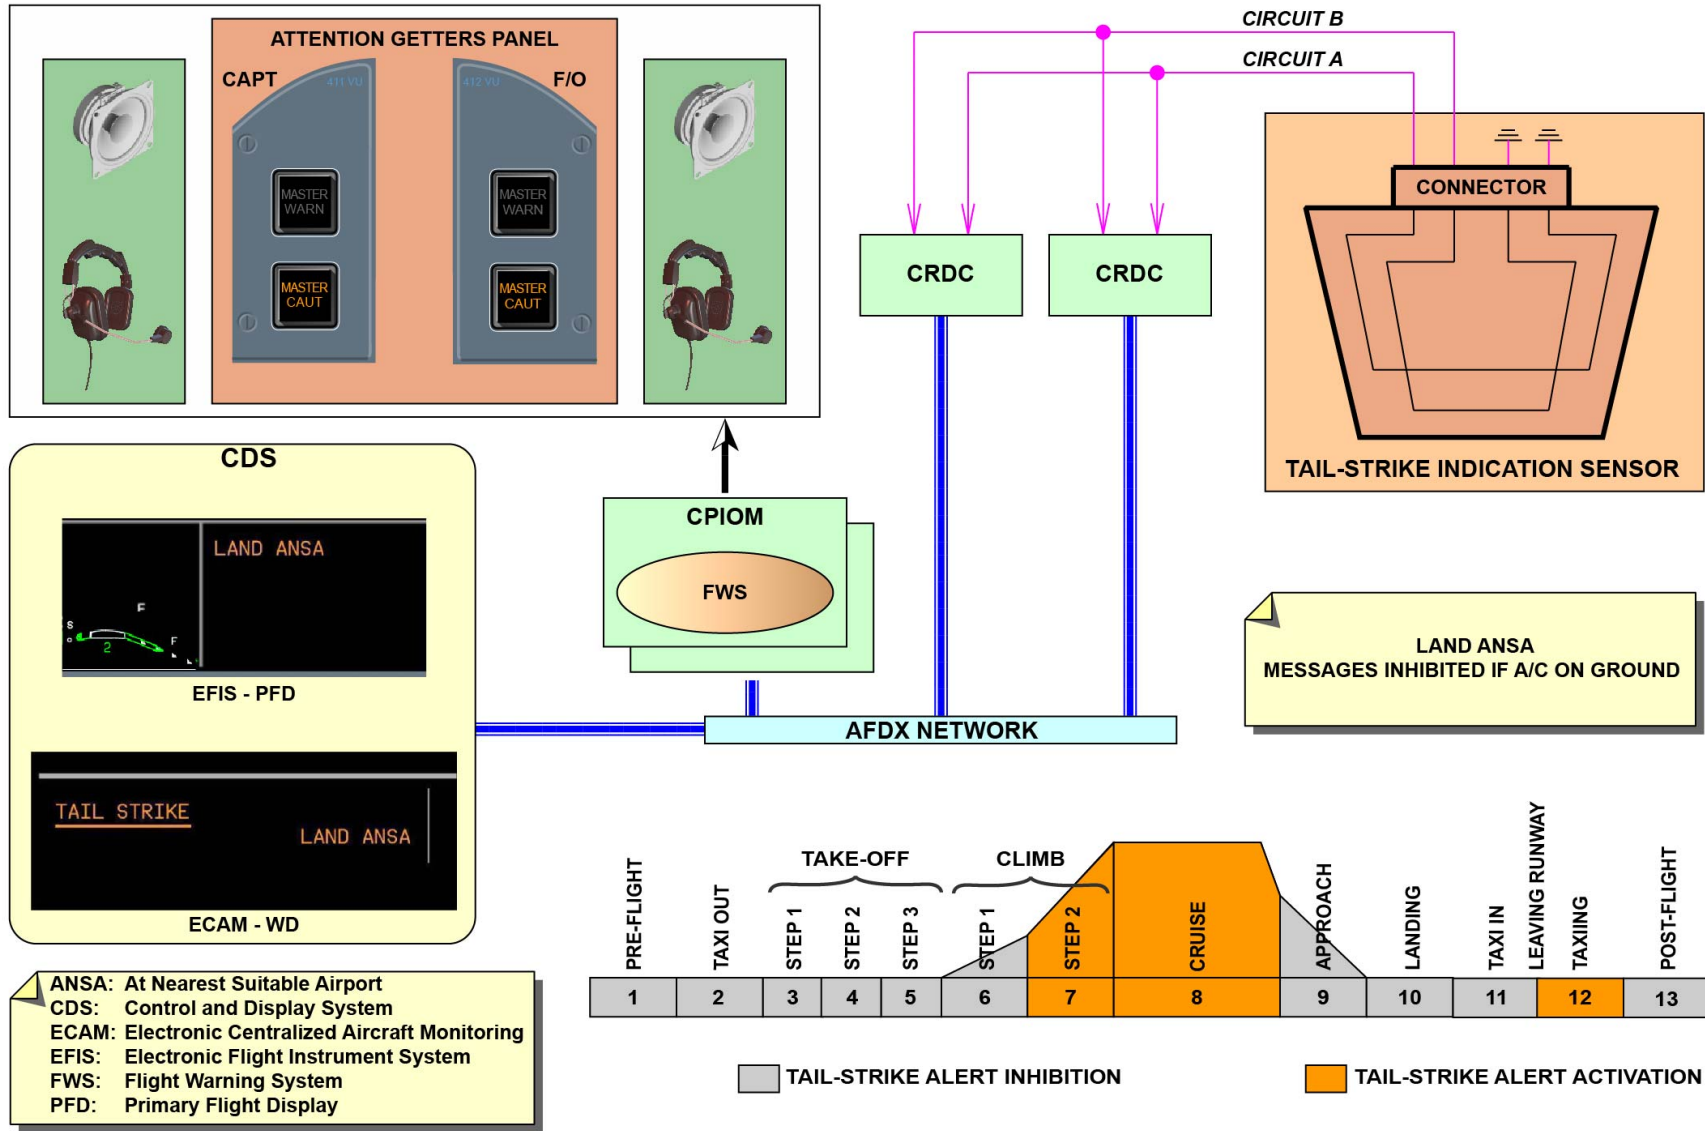 ATTENTION GETTERS PANEL
CAPT
411 VU
412 VU
F/O
MASTER
WARN
MASTER
WARN
MASTER
CAUT
MASTER
CAUT
CIRCUIT B
CIRCUIT A
CRDC
CRDC
CONNECTOR
TAIL-STRIKE INDICATION SENSOR
CDS
LAND ANSA
F
S
F
2
EFIS - PFD
TAIL STRIKE
LAND ANSA
ECAM - WD
CPIOM
FWS
AFDX NETWORK
LAND ANSA
MESSAGES INHIBITED IF A/C ON GROUND
ANSA: At Nearest Suitable Airport
CDS: Control and Display System
ECAM: Electronic Centralized Aircraft Monitoring
EFIS: Electronic Flight Instrument System
FWS: Flight Warning System
PFD: Primary Flight Display
TAKE-OFF
CLIMB
PRE-FLIGHT
TAXI OUT
STEP 1
STEP 2
STEP 3
STEP 1
STEP 2
CRUISE
APPROACH
LANDING
TAXI IN
LEAVING RUNWAY
TAXING
POST-FLIGHT
1 2 3 4 5 6 7 8 9 10 11 12 13
TAIL-STRIKE ALERT INHIBITION
TAIL-STRIKE ALERT ACTIVATION